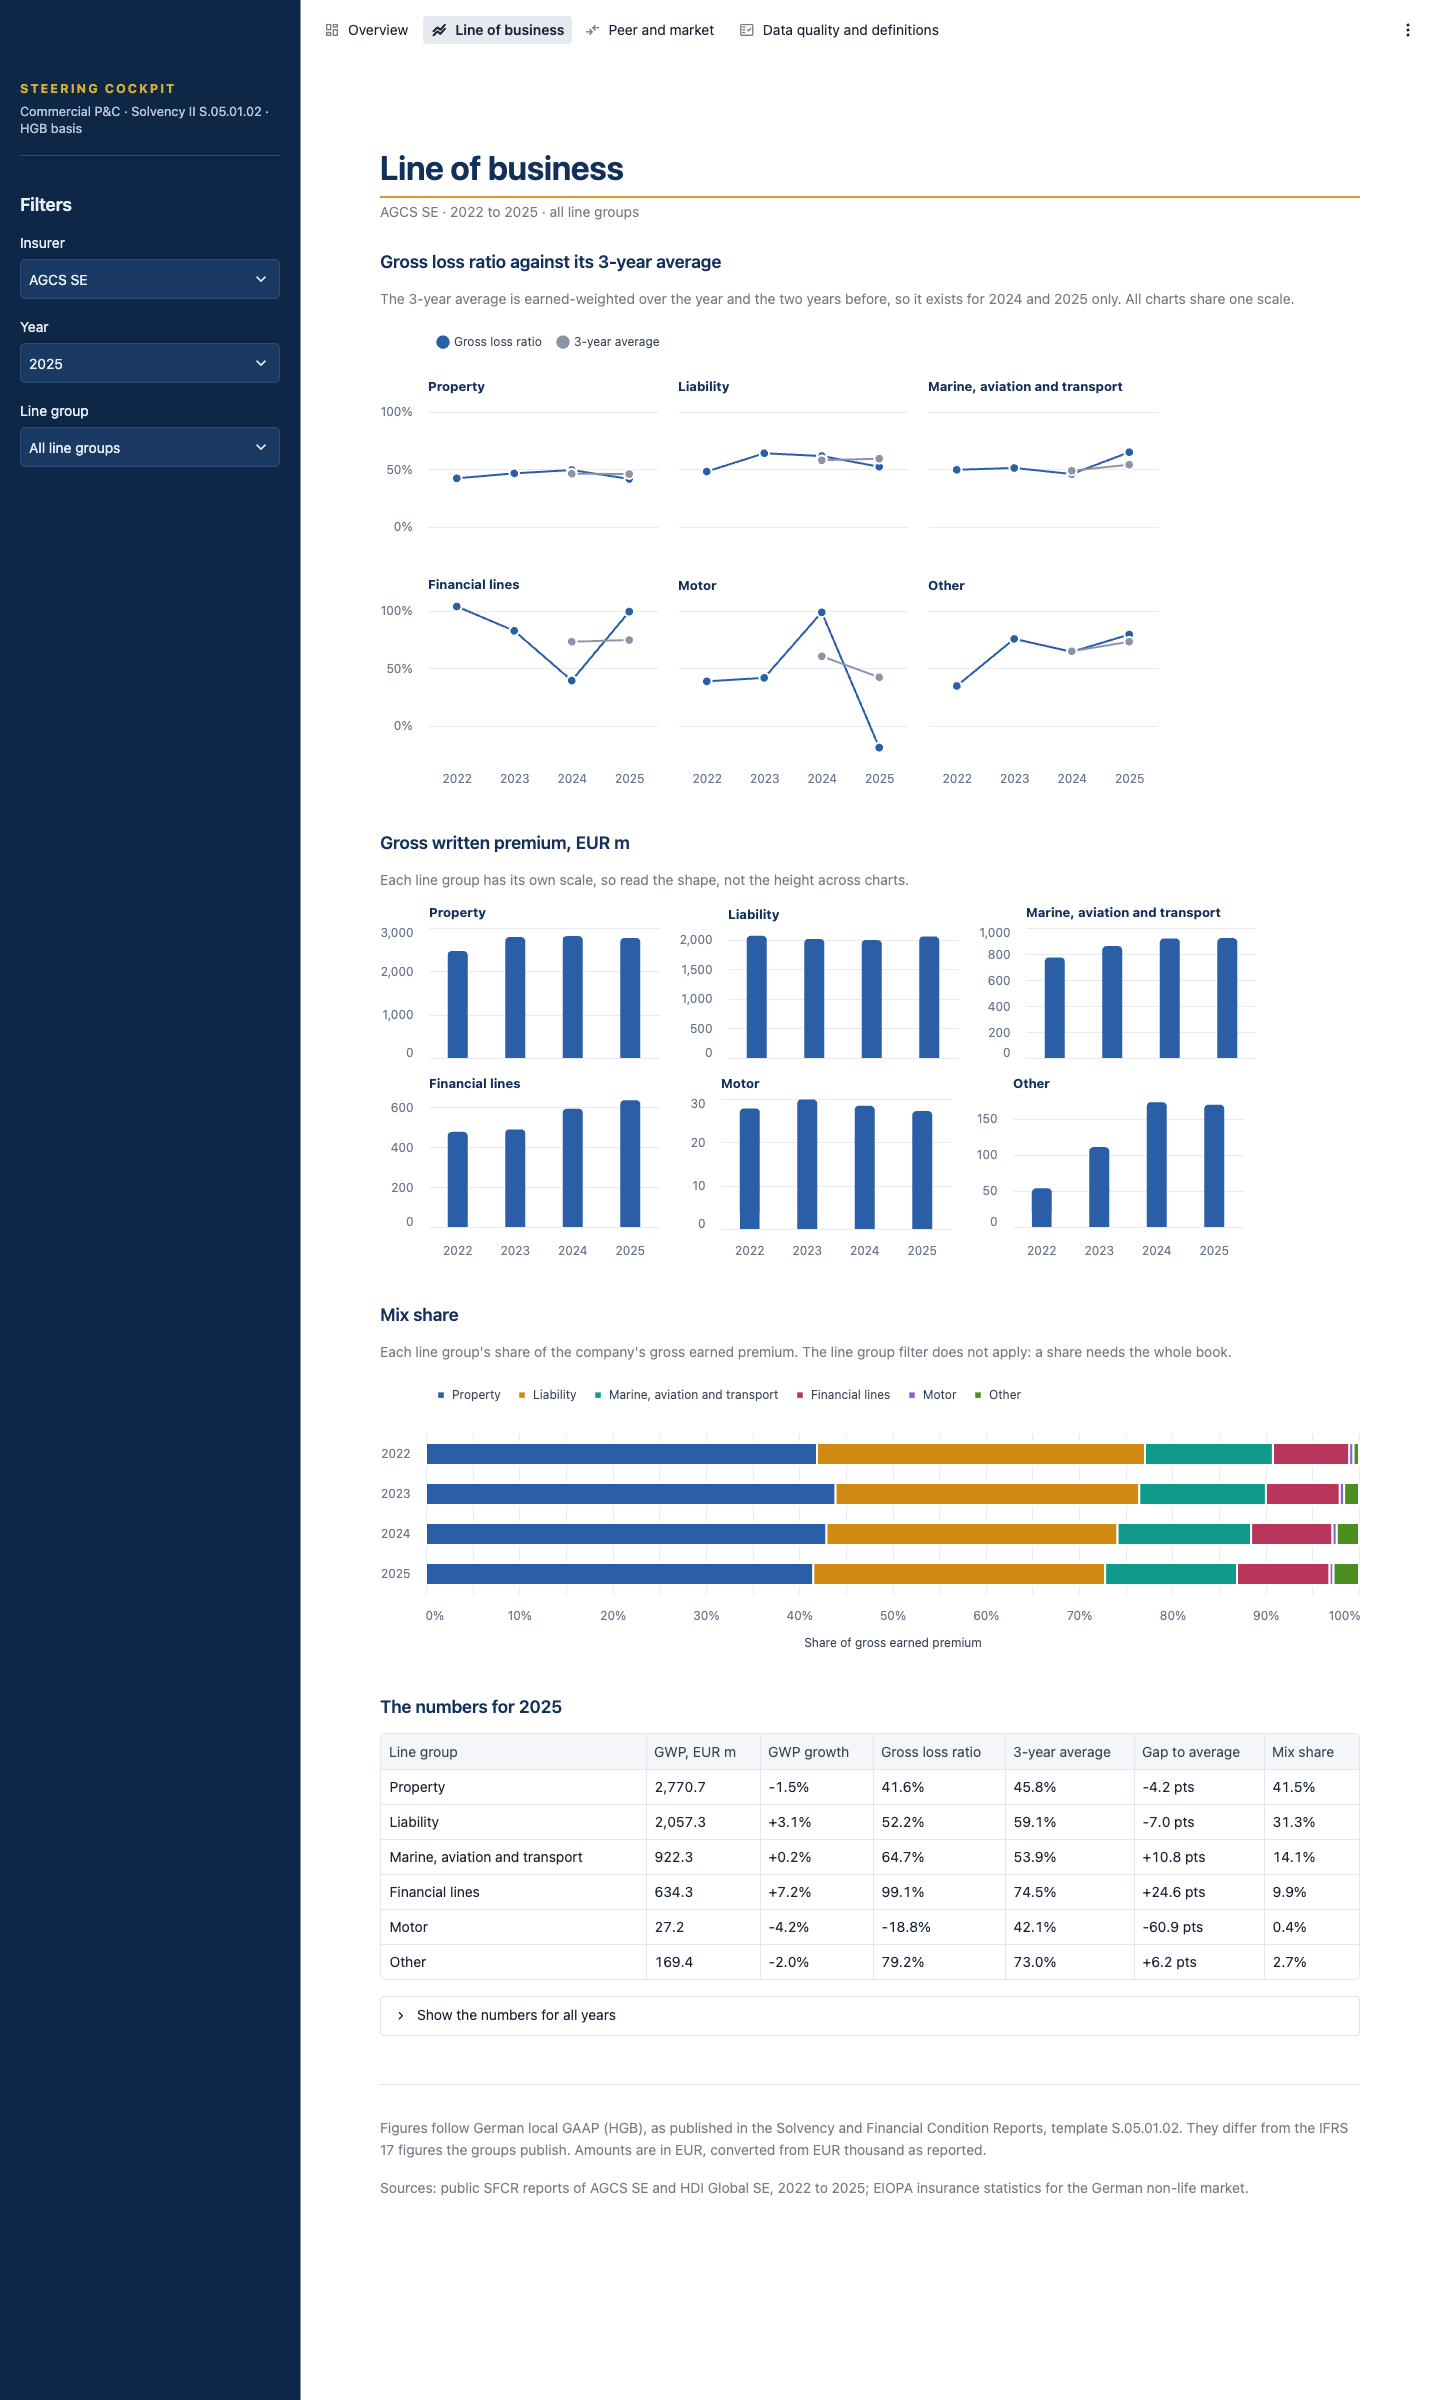 STEERING COCKPIT
Commercial P&C · Solvency II S.05.01.02 ·
HGB basis
Filters
Insurer
AGCS SE
Year
2025
Line group
All line groups
Overview
Line of business
Peer and market
Data quality and definitions
Line of business
AGCS SE · 2022 to 2025 · all line groups
Gross loss ratio against its 3-year average
The 3-year average is earned-weighted over the year and the two years before, so it exists for 2024 and 2025 only. All charts share one scale.
Gross loss ratio 3-year average
Property Liability Marine, aviation and transport
100%
50%
0%
Financial lines Motor Other
100%
50%
0%
2022 2023 2024 2025 2022 2023 2024 2025 2022 2023 2024 2025
Gross written premium, EUR m
Each line group has its own scale, so read the shape, not the height across charts.
Property
3,000
2,000
1,000
0
Liability
2,000
1,500
1,000
500
0
Marine, aviation and transport
1,000
800
600
400
200
0
Financial lines
600
400
200
0
2022 2023 2024 2025
Motor
30
20
10
0
2022 2023 2024 2025
Other
150
100
50
0
2022 2023 2024 2025
Mix share
Each line group's share of the company's gross earned premium. The line group filter does not apply: a share needs the whole book.
Property Liability Marine, aviation and transport Financial lines Motor Other
2022
2023
2024
2025
0% 10% 20% 30% 40% 50% 60% 70% 80% 90% 100%
Share of gross earned premium
The numbers for 2025
Line group GWP, EUR m GWP growth Gross loss ratio 3-year average Gap to average Mix share
Property 2,770.7 -1.5% 41.6% 45.8% -4.2 pts 41.5%
Liability 2,057.3 +3.1% 52.2% 59.1% -7.0 pts 31.3%
Marine, aviation and transport 922.3 +0.2% 64.7% 53.9% +10.8 pts 14.1%
Financial lines 634.3 +7.2% 99.1% 74.5% +24.6 pts 9.9%
Motor 27.2 -4.2% -18.8% 42.1% -60.9 pts 0.4%
Other 169.4 -2.0% 79.2% 73.0% +6.2 pts 2.7%
Show the numbers for all years
Figures follow German local GAAP (HGB), as published in the Solvency and Financial Condition Reports, template S.05.01.02. They differ from the IFRS
17 figures the groups publish. Amounts are in EUR, converted from EUR thousand as reported.
Sources: public SFCR reports of AGCS SE and HDI Global SE, 2022 to 2025; EIOPA insurance statistics for the German non-life market.